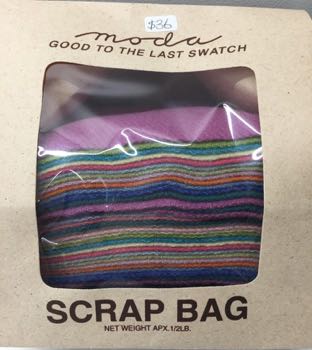 $36
moda
GOOD TO THE LAST SWATCH
SCRAP BAG
NET WEIGHT APX. 1/2LB.